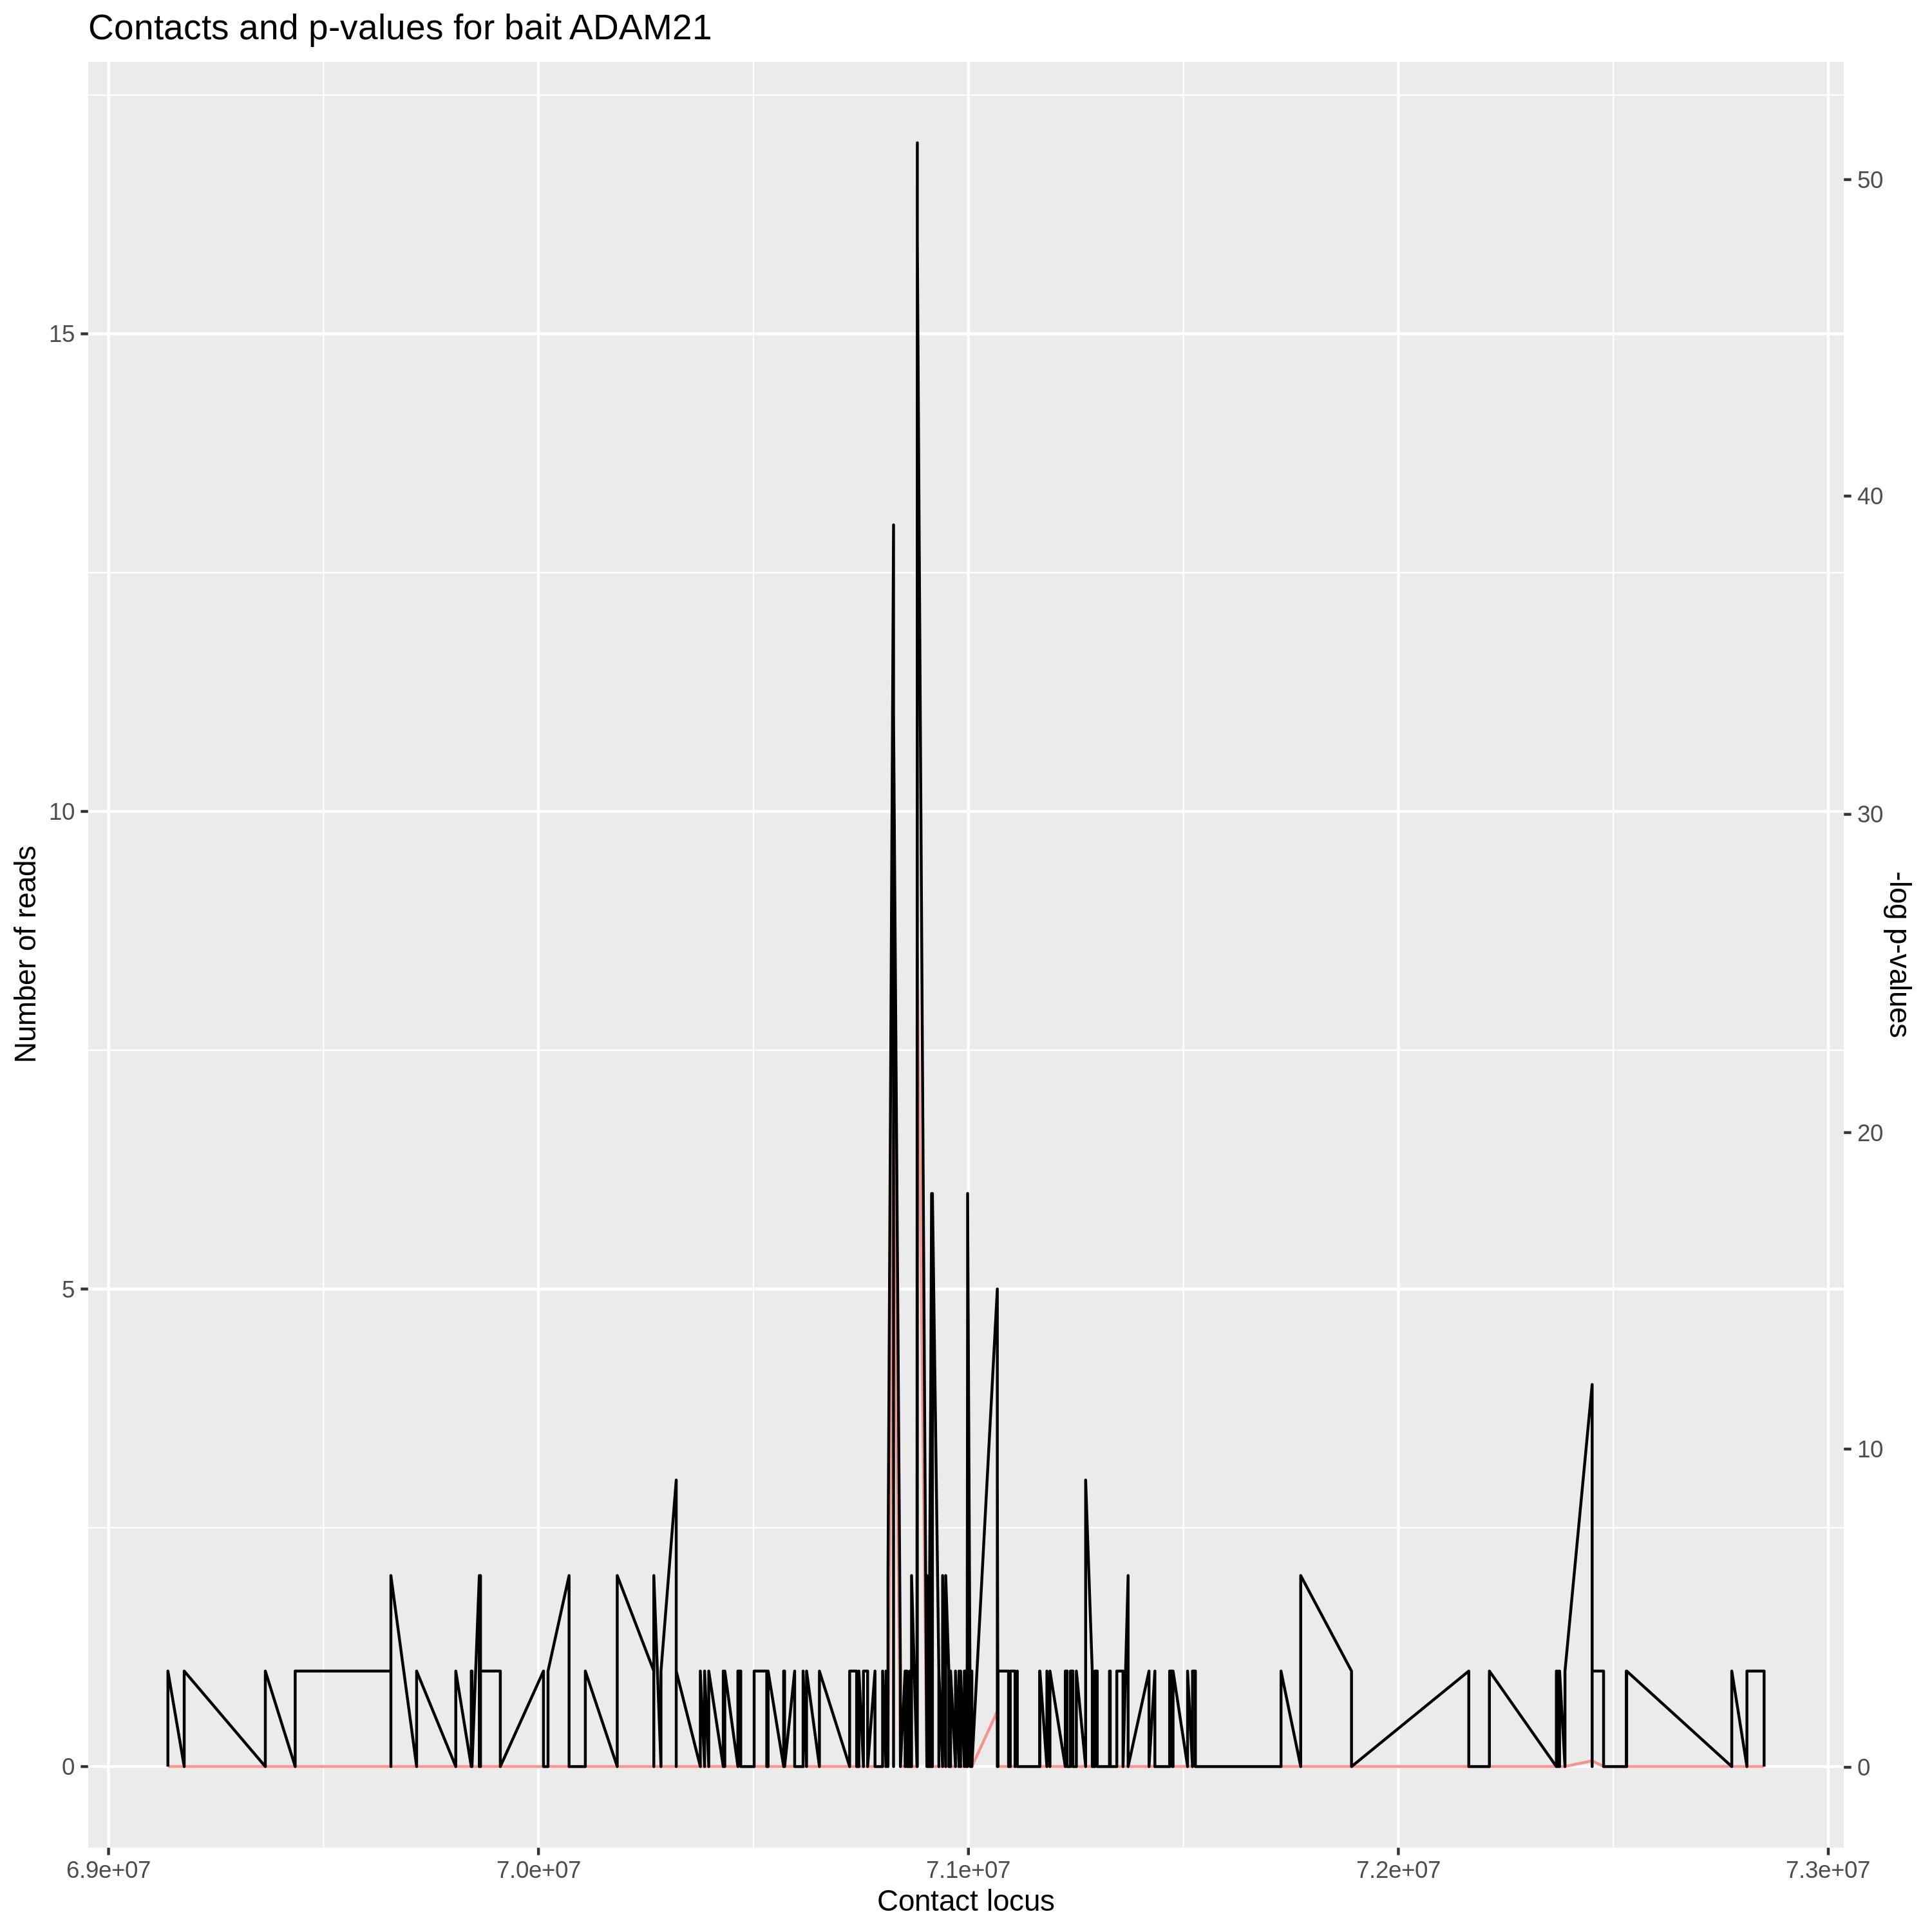 Contacts and p-values for bait ADAM21
Number of reads
15
10
5
0
50
40
30
20
10
0
-log p-values
6.9e+07
7.0e+07
7.1e+07
7.2e+07
7.3e+07
Contact locus